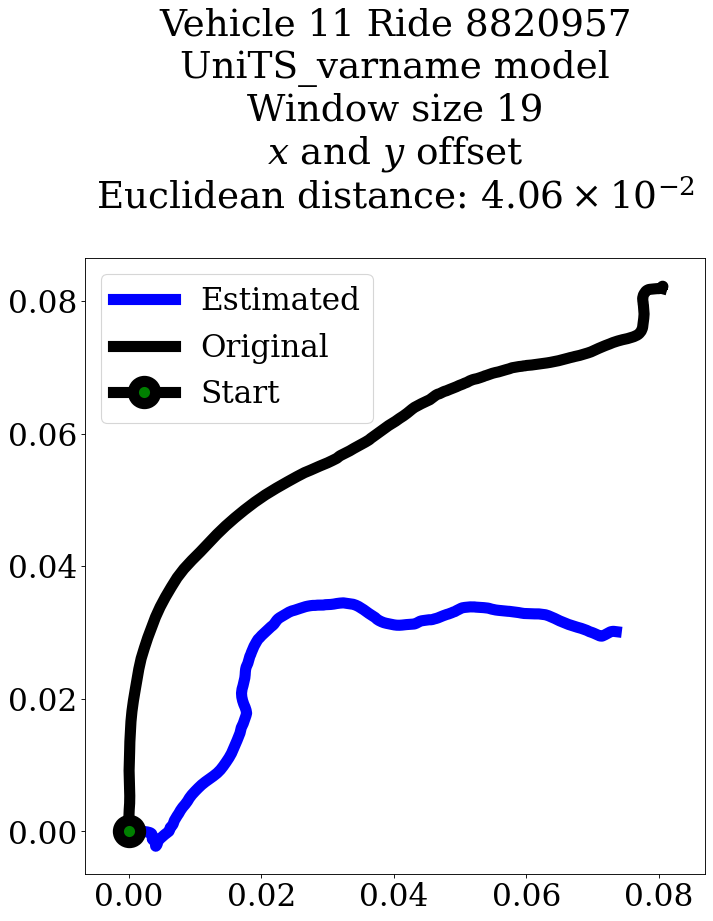 Vehicle 11 Ride 8820957
UniTS_varname model
Window size 19
x and y offset
Euclidean distance: 4.06 × 10⁻²
Estimated
Original
Start
0.08
0.06
0.04
0.02
0.00
0.00 0.02 0.04 0.06 0.08